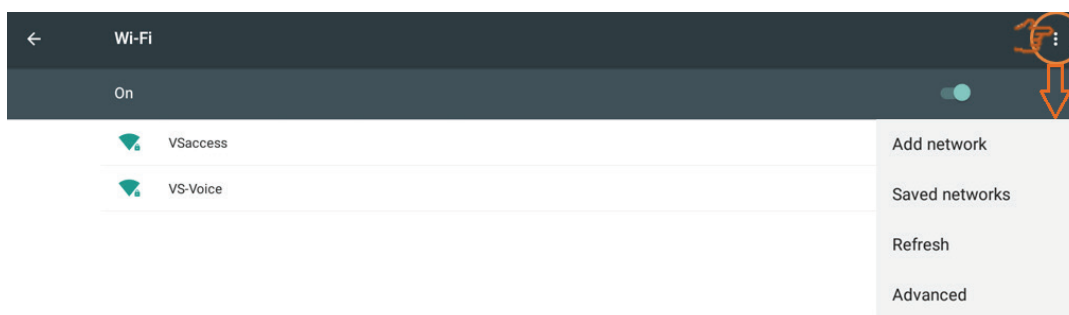 Wi-Fi
On
VSaccess
VS-Voice
Add network
Saved networks
Refresh
Advanced